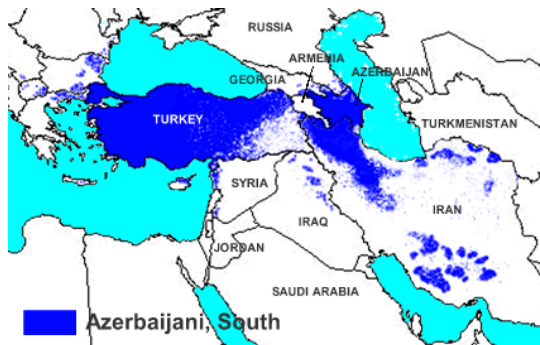 RUSSIA
ARMENIA
GEORGIA
AZERBAIJAN
TURKEY
TURKMENISTAN
SYRIA
IRAQ
IRAN
JORDAN
SAUDI ARABIA
Azerbaijani, South